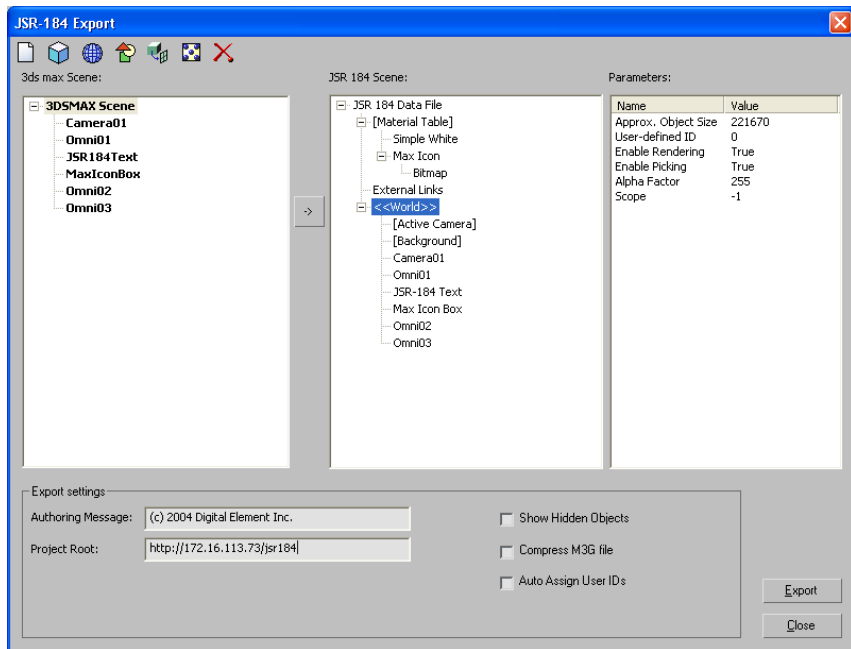 JSR-184 Export
3ds max Scene:
3DSMAX Scene
Camera01
Omni01
JSR184Text
MaxIconBox
Omni02
Omni03
->
JSR 184 Scene:
JSR 184 Data File
[Material Table]
Simple White
Max Icon
Bitmap
External Links
<<World>>
[Active Camera]
[Background]
Camera01
Omni01
JSR-184 Text
Max Icon Box
Omni02
Omni03
Parameters:
Name Value
Approx. Object Size 221670
User-defined ID 0
Enable Rendering True
Enable Picking True
Alpha Factor 255
Scope -1
Export settings
Authoring Message: (c) 2004 Digital Element Inc.
Project Root: http://172.16.113.73/jsr184
Show Hidden Objects
Compress M3G file
Auto Assign User IDs
Export
Close